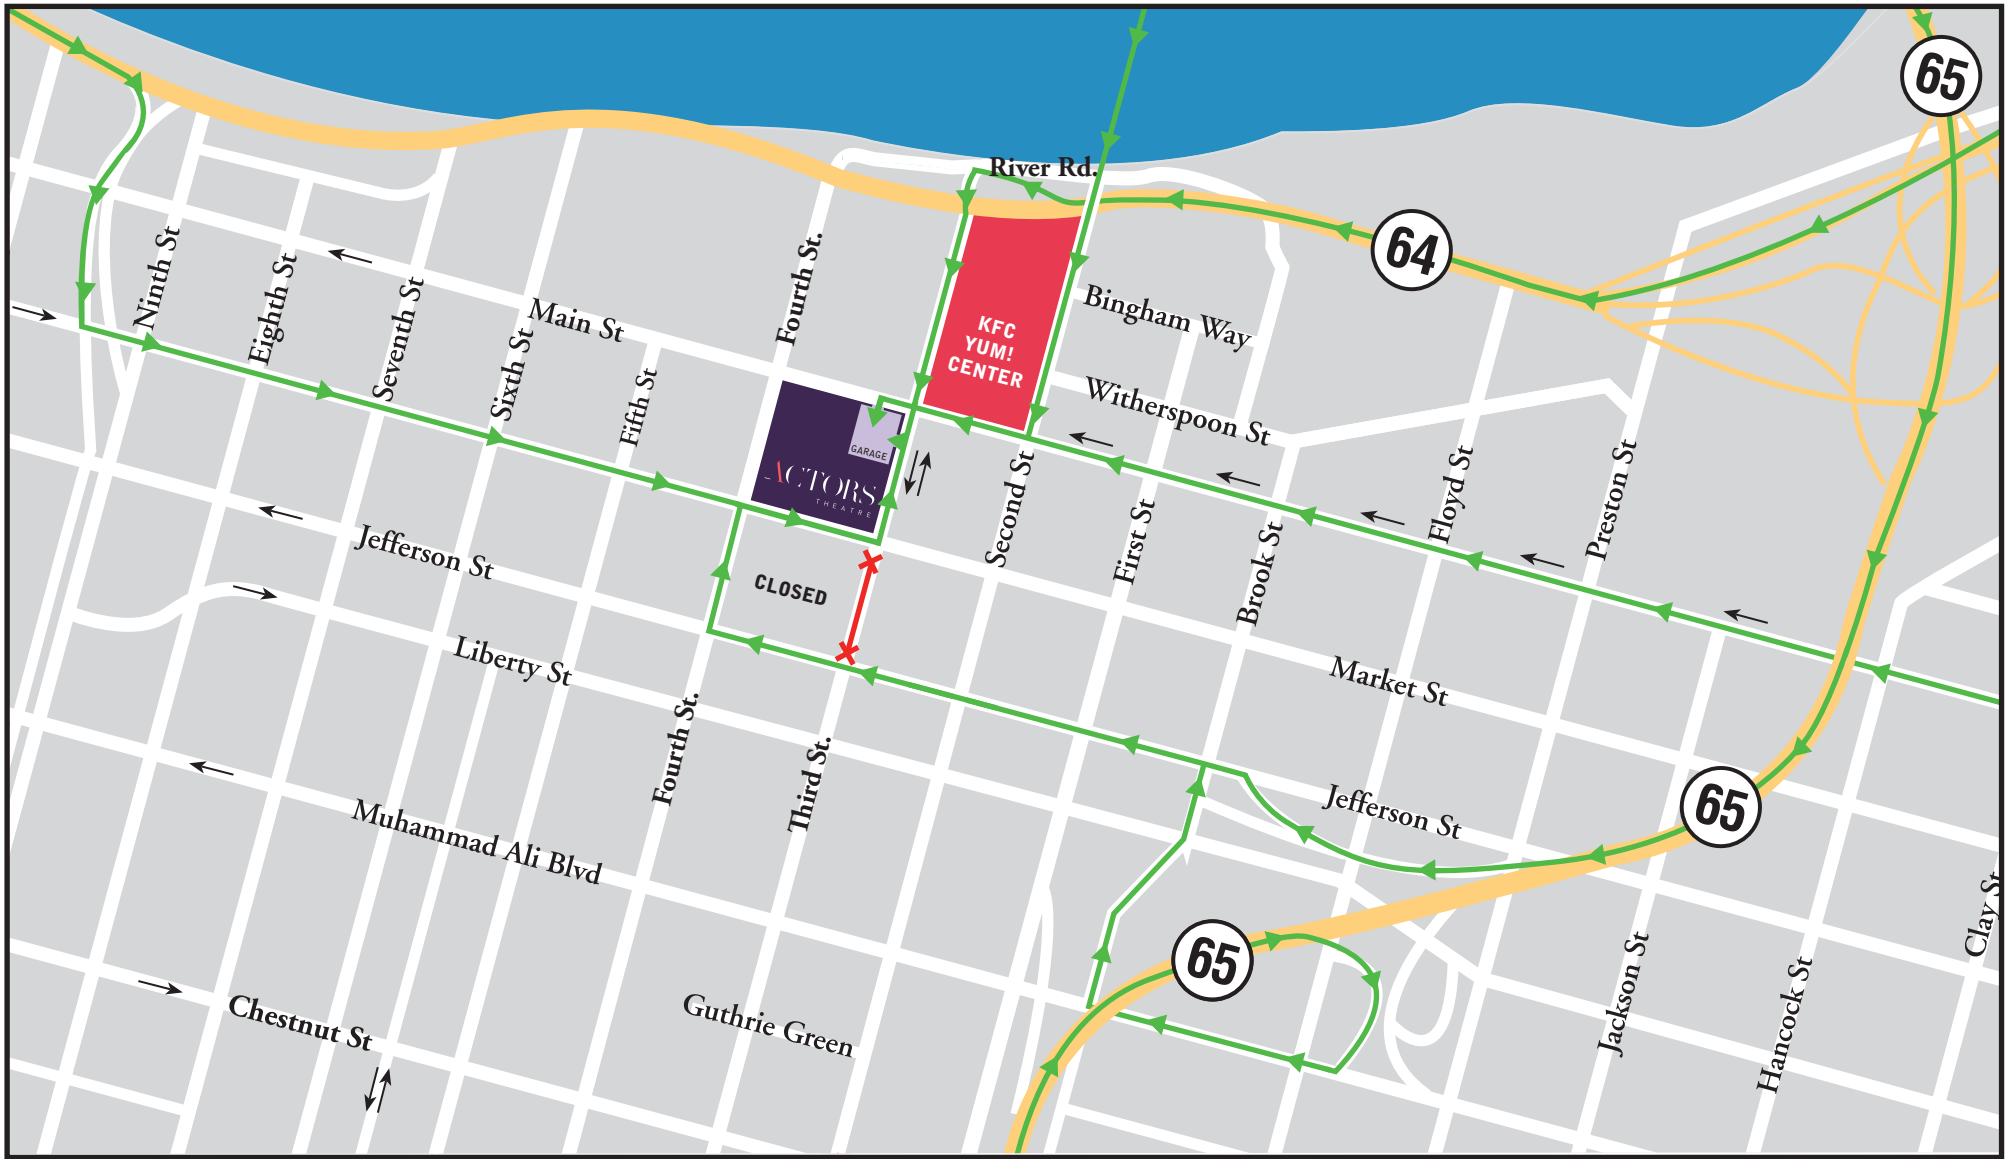 65
River Rd.
64
Ninth St
Eighth St
Seventh St
Sixth St
Fifth St
Main St
Fourth St.
KFC
YUM!
CENTER
Bingham Way
Witherspoon St
GARAGE
ACTORS
THEATRE
Second St
First St
Brook St
Floyd St
Preston St
Jefferson St
CLOSED
Liberty St
Market St
Fourth St.
Third St.
Jefferson St
65
Muhammad Ali Blvd
65
Clay St
Jackson St
Hancock St
Chestnut St
Guthrie Green